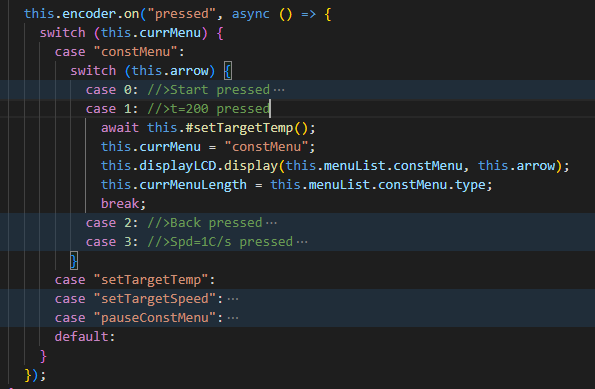 this.encoder.on("pressed", async () => {
switch (this.currMenu) {
case "constMenu":
switch (this.arrow) {
case 0: //>Start pressed ⋯
case 1: //>t=200 pressed
await this.#setTargetTemp();
this.currMenu = "constMenu";
this.displayLCD.display(this.menuList.constMenu, this.arrow);
this.currMenuLength = this.menuList.constMenu.type;
break;
case 2: //>Back pressed ⋯
case 3: //>Spd=1C/s pressed ⋯
}
case "setTargetTemp":
case "setTargetSpeed": ⋯
case "pauseConstMenu": ⋯
default:
}
});